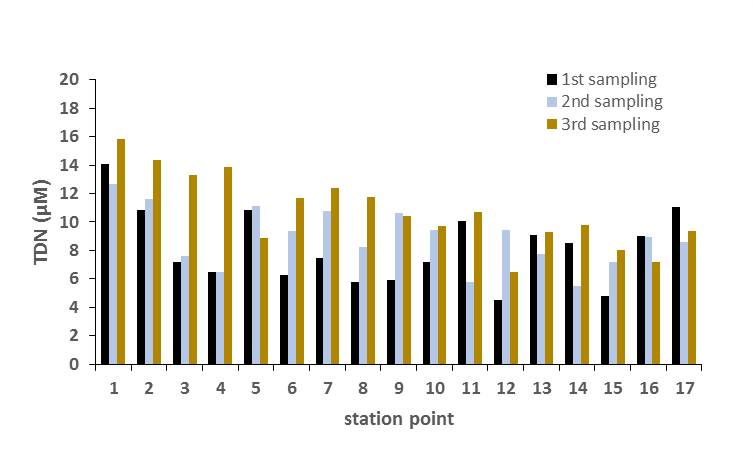 20
18
16
14
12
10
8
6
4
2
0
TDN (µM)
1st sampling
2nd sampling
3rd sampling
1 2 3 4 5 6 7 8 9 10 11 12 13 14 15 16 17
station point